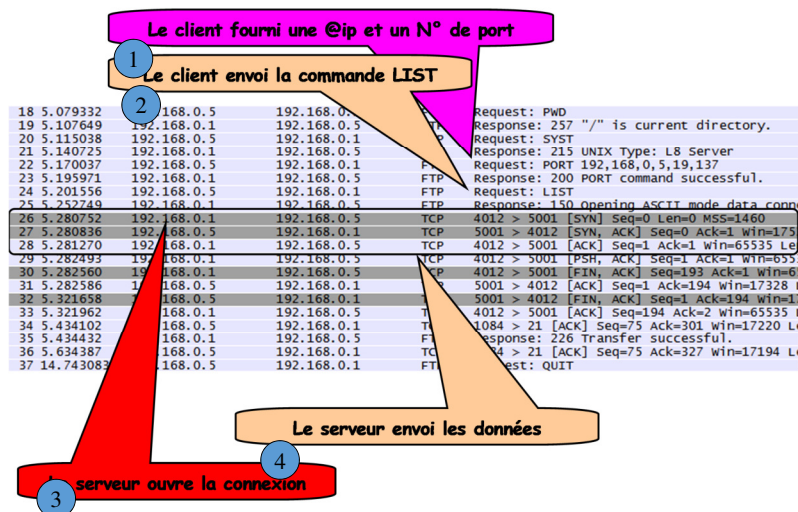 Le client fourni une @ip et un N° de port
1
Le client envoi la commande LIST
2
18 5.079332 192.168.0.5 192.168.0. Request: PWD
19 5.107649 192.168.0.1 192.168.0.5 Response: 257 "/" is current directory.
20 5.115038 192.168.0.5 192.168.0.1 Request: SYST
21 5.140725 192.168.0.1 192.168.0.5 Response: 215 UNIX Type: L8 Server
22 5.170037 192.168.0.5 192.168.0.1 Request: PORT 192,168,0,5,19,137
23 5.195971 192.168.0.1 192.168.0.5 FTP Response: 200 PORT command successful.
24 5.201556 192.168.0.5 192.168.0.1 FTP Request: LIST
25 5.252749 192.168.0.1 192.168.0.5 FTP Response: 150 Opening ASCII mode data conne
26 5.280752 192.168.0.1 192.168.0.5 TCP 4012 > 5001 [SYN] Seq=0 Len=0 MSS=1460
27 5.280836 192.168.0.5 192.168.0.1 TCP 5001 > 4012 [SYN, ACK] Seq=0 Ack=1 Win=175
28 5.281270 192.168.0.1 192.168.0.5 TCP 4012 > 5001 [ACK] Seq=1 Ack=1 Win=65535 Le
29 5.282493 .168.0.1 192.168.0.5 4012 > 5001 [PSH, ACK] Seq=1 Ack=1 Win=655
30 5.282560 .168.0.1 192.168.0.5 4012 > 5001 [FIN, ACK] Seq=193 Ack=1 Win=6
31 5.282586 .168.0.5 192.168.0.1 5001 > 4012 [ACK] Seq=1 Ack=194 Win=17328
32 5.321658 .168.0.5 192.168.0.1 5001 > 4012 [FIN, ACK] Seq=1 Ack=194 Win=1
33 5.321962 .168.0.1 192.168.0.5 4012 > 5001 [ACK] Seq=194 Ack=2 Win=65535
34 5.434102 .168.0.5 192.168.0.1 1084 > 21 [ACK] Seq=75 Ack=301 Win=17220 Le
35 5.434432 .168.0.1 192.168.0.5 esponse: 226 Transfer successful.
36 5.634387 .168.0.5 192.168.0.1 > 21 [ACK] Seq=75 Ack=327 Win=17194 Le
37 14.743083 .168.0.5 192.168.0.1 est: QUIT
Le serveur envoi les données
4
serveur ouvre la connexion
3